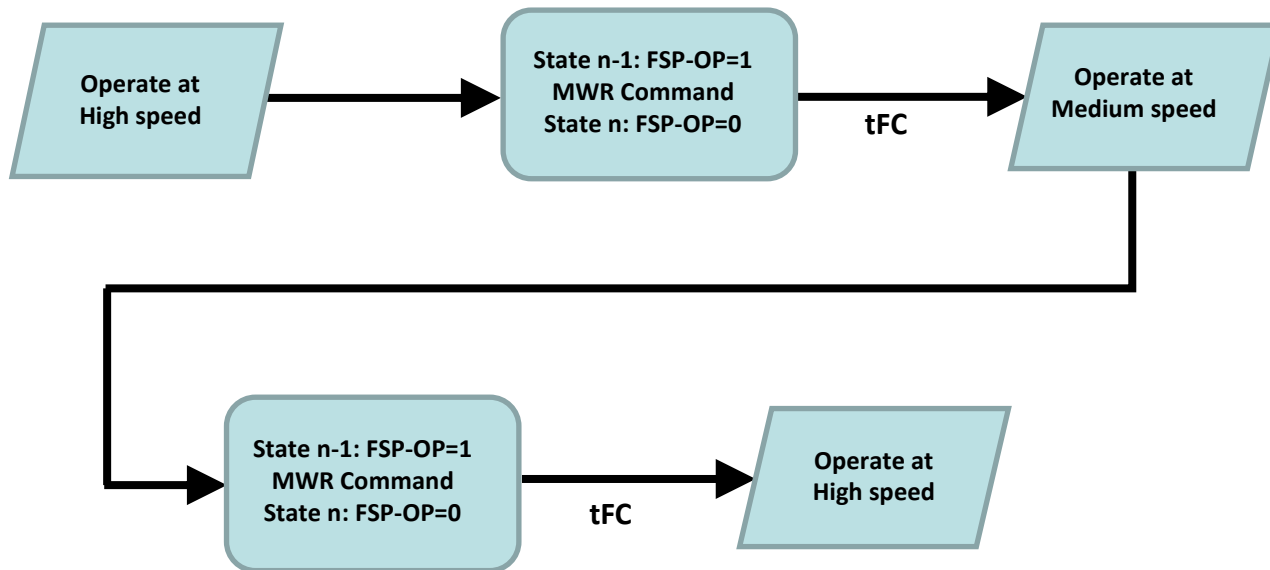 Operate at
High speed
State n-1: FSP-OP=1
MWR Command
State n: FSP-OP=0
tFC
Operate at
Medium speed
State n-1: FSP-OP=1
MWR Command
State n: FSP-OP=0
tFC
Operate at
High speed